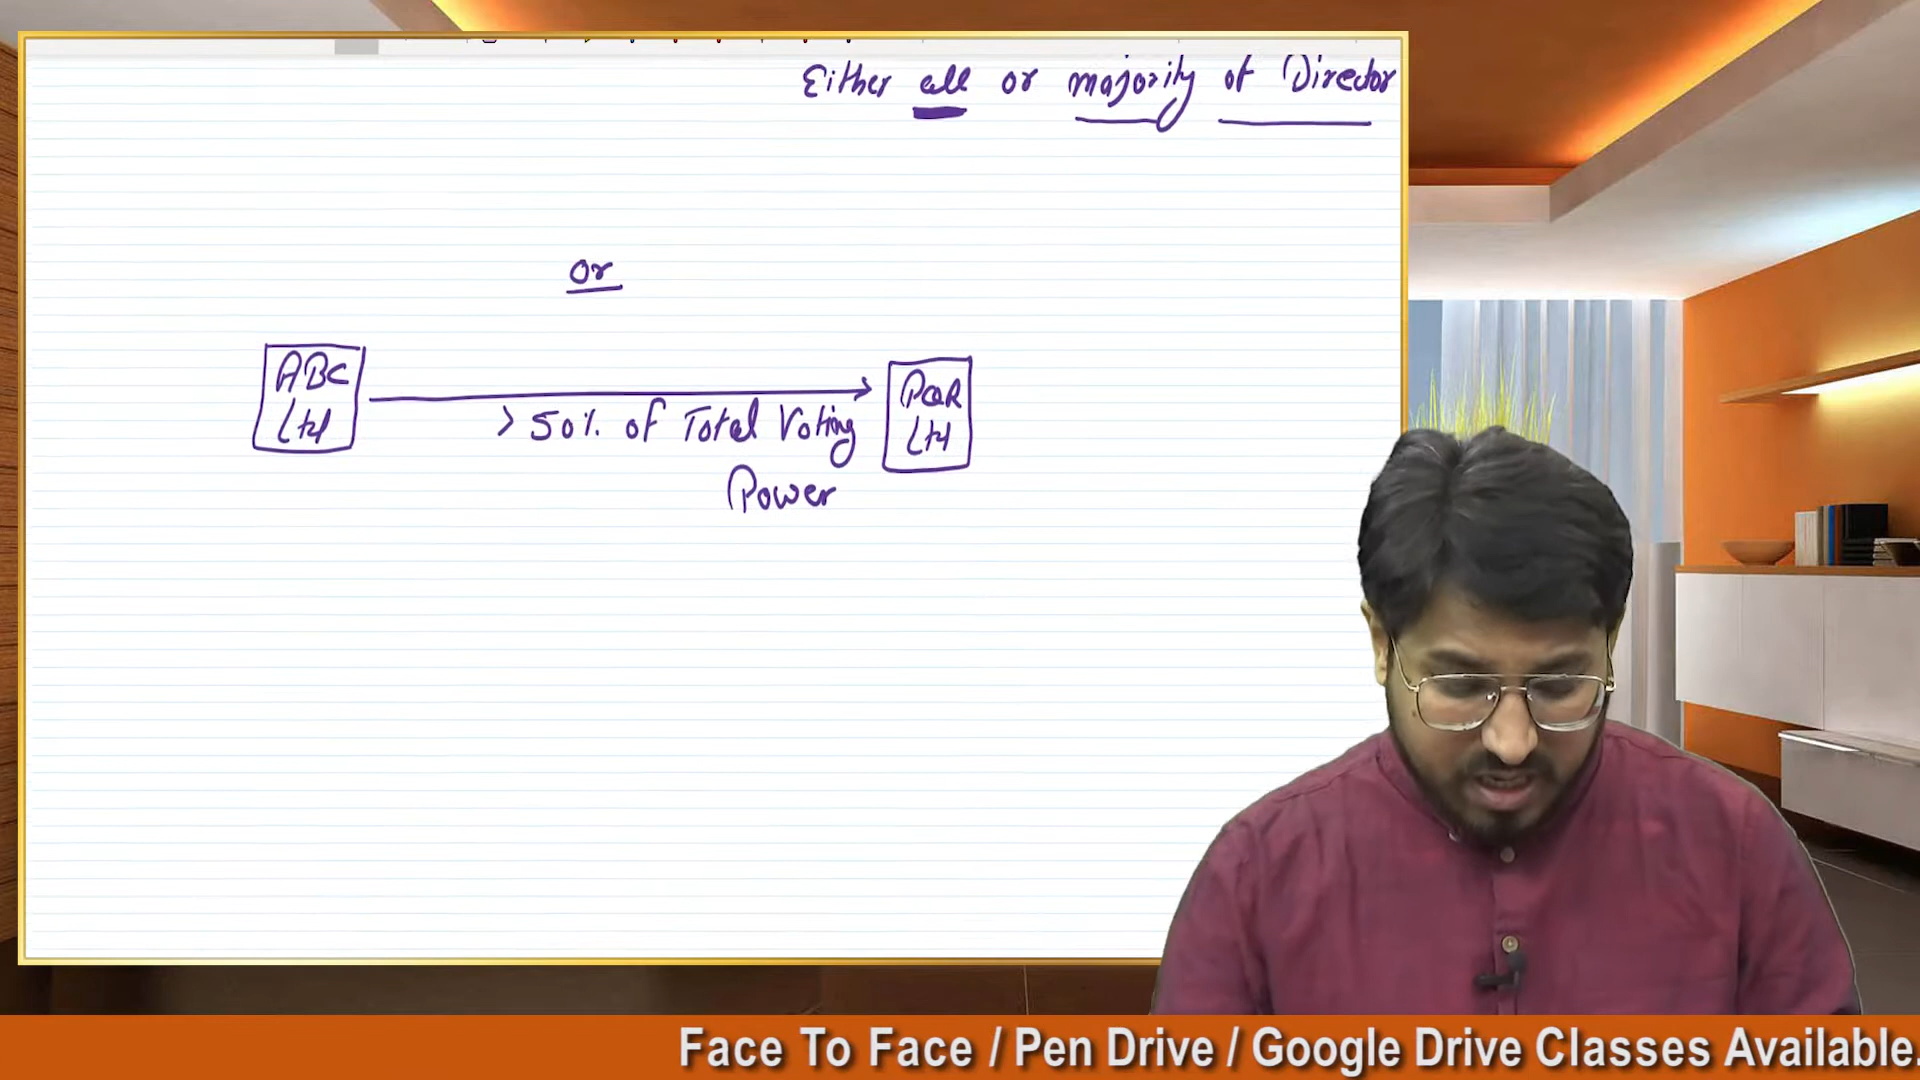 Either all or majority of Director
or
ABC
Ltd
> 50% of Total Voting
Power
PQR
Ltd
Face To Face / Pen Drive / Google Drive Classes Available.